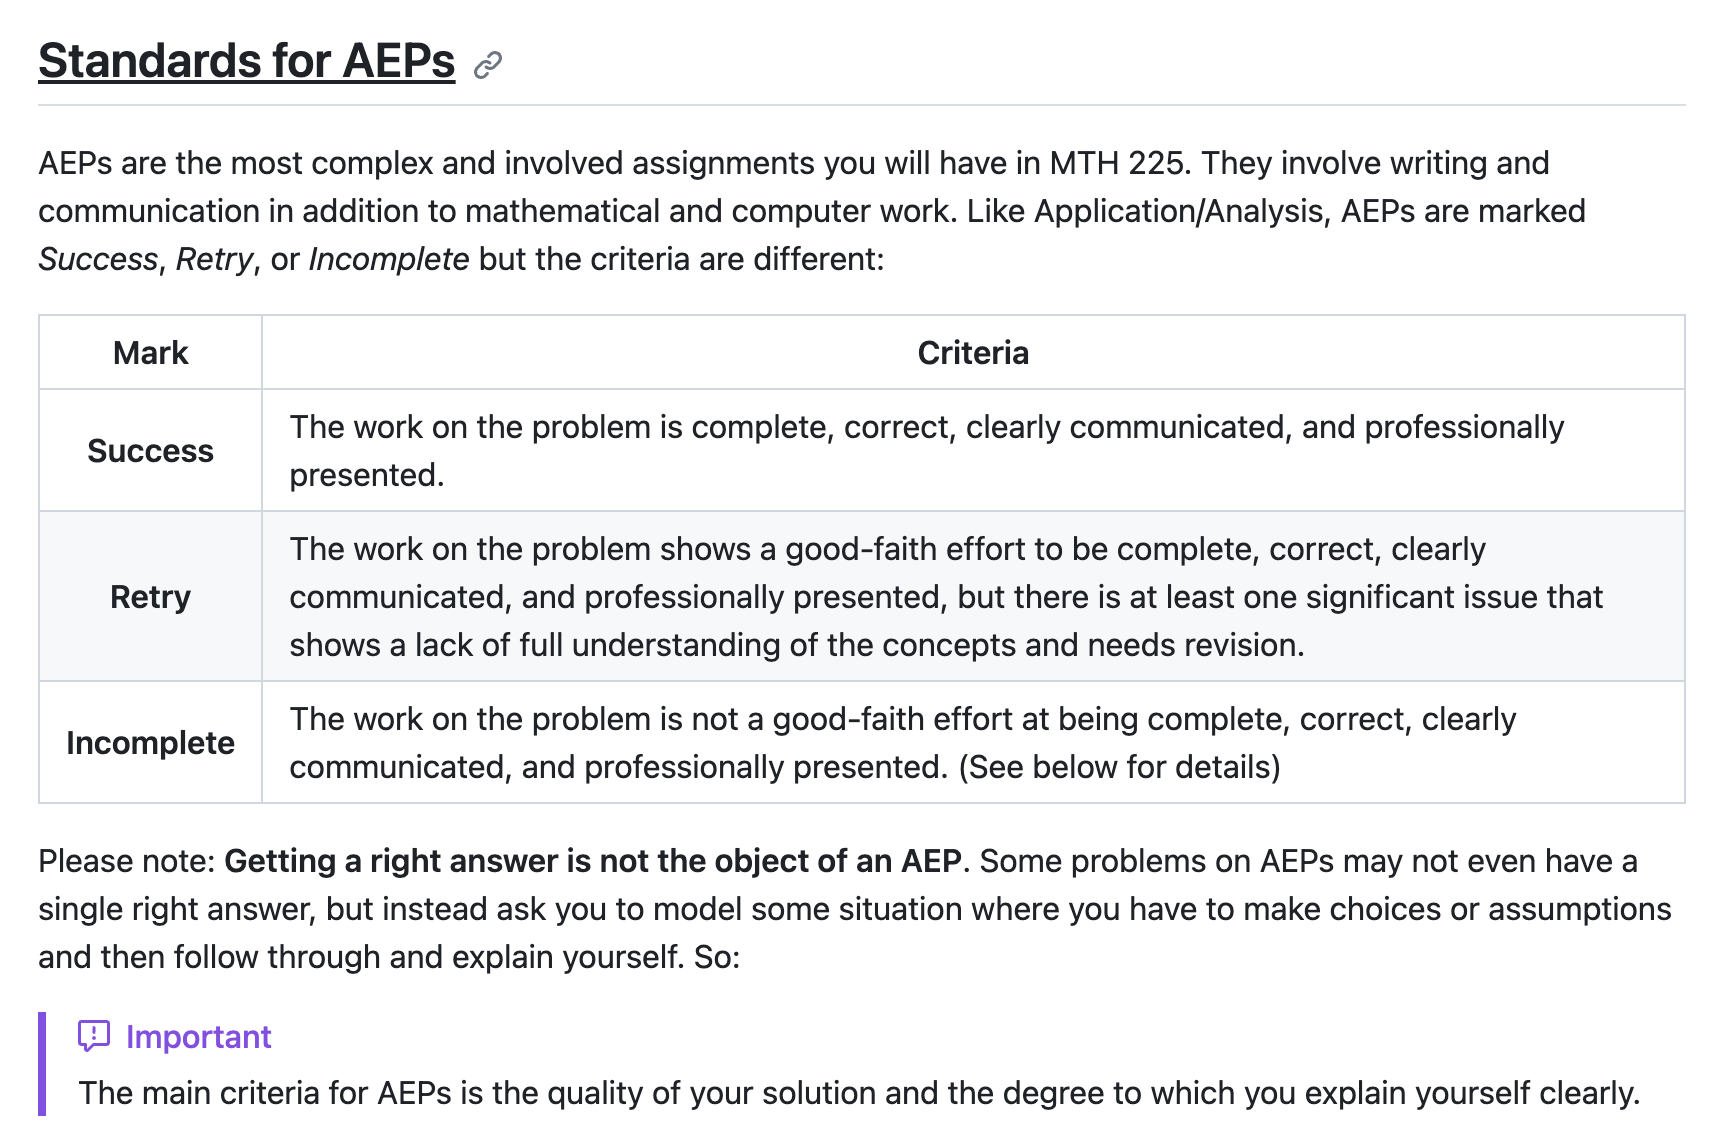 Standards for AEPs
AEPs are the most complex and involved assignments you will have in MTH 225. They involve writing and
communication in addition to mathematical and computer work. Like Application/Analysis, AEPs are marked
Success, Retry, or Incomplete but the criteria are different:
Mark Criteria
Success
The work on the problem is complete, correct, clearly communicated, and professionally
presented.
Retry
The work on the problem shows a good-faith effort to be complete, correct, clearly
communicated, and professionally presented, but there is at least one significant issue that
shows a lack of full understanding of the concepts and needs revision.
Incomplete
The work on the problem is not a good-faith effort at being complete, correct, clearly
communicated, and professionally presented. (See below for details)
Please note: Getting a right answer is not the object of an AEP. Some problems on AEPs may not even have a
single right answer, but instead ask you to model some situation where you have to make choices or assumptions
and then follow through and explain yourself. So:
Important
The main criteria for AEPs is the quality of your solution and the degree to which you explain yourself clearly.